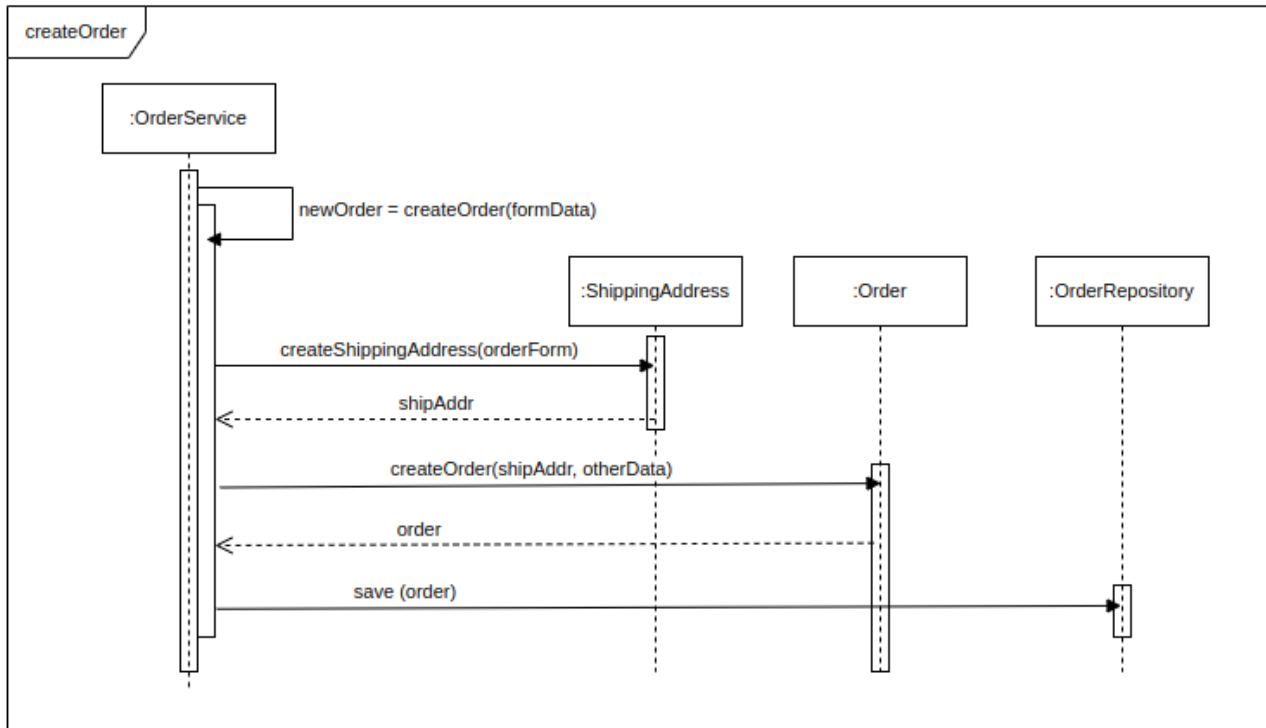 createOrder
:OrderService
newOrder = createOrder(formData)
:ShippingAddress
:Order
:OrderRepository
createShippingAddress(orderForm)
shipAddr
createOrder(shipAddr, otherData)
order
save (order)